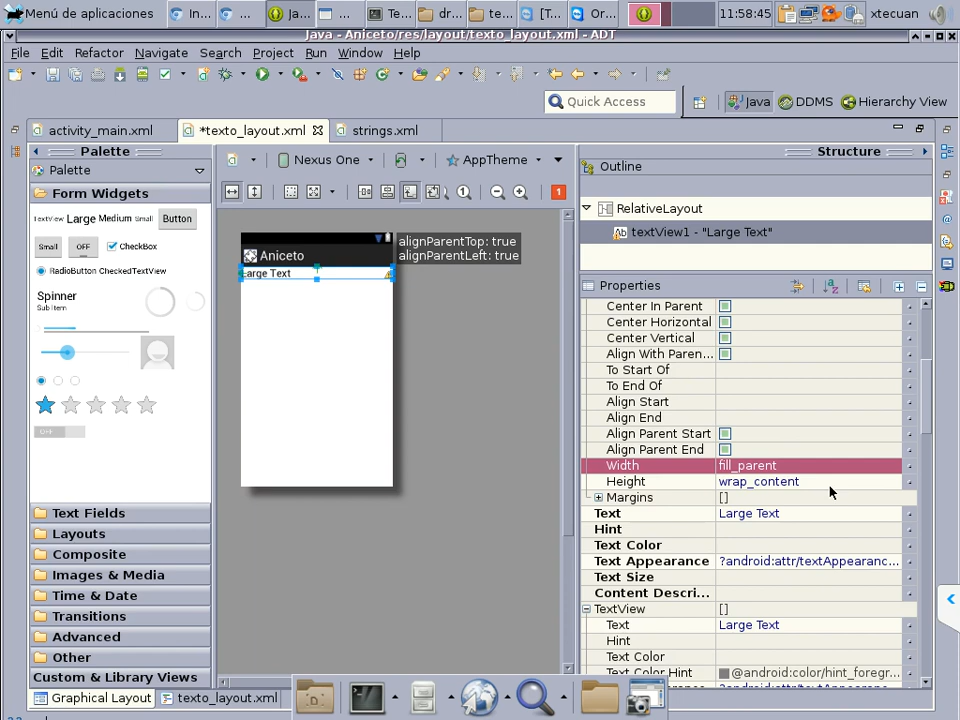 Menú de aplicaciones
In...
...
Ja...
...
Te...
dr...
te...
[T...
Or...
11:58:45
xtecuan
Java - Aniceto/res/layout/texto_layout.xml - ADT
File Edit Refactor Navigate Search Project Run Window Help
Quick Access
Java
DDMS
Hierarchy View
activity_main.xml
*texto_layout.xml
strings.xml
Palette
Structure
Palette
Nexus One
AppTheme
Outline
Form Widgets
1
TextView Large Medium Small Button
Small OFF CheckBox
RadioButton CheckedTextView
Spinner
Sub Item
OFF
Text Fields
Layouts
Composite
Images & Media
Time & Date
Transitions
Advanced
Other
Custom & Library Views
Graphical Layout
texto_layout.xml
Aniceto
Large Text
alignParentTop: true
alignParentLeft: true
RelativeLayout
textView1 - "Large Text"
Properties
Center In Parent
Center Horizontal
Center Vertical
Align With Paren...
To Start Of
To End Of
Align Start
Align End
Align Parent Start
Align Parent End
Width fill_parent
Height wrap_content
Margins []
Text Large Text
Hint
Text Color
Text Appearance ?android:attr/textAppearanc...
Text Size
Content Descri...
TextView []
Text Large Text
Hint
Text Color
Text Color Hint @android:color/hint_foregr...